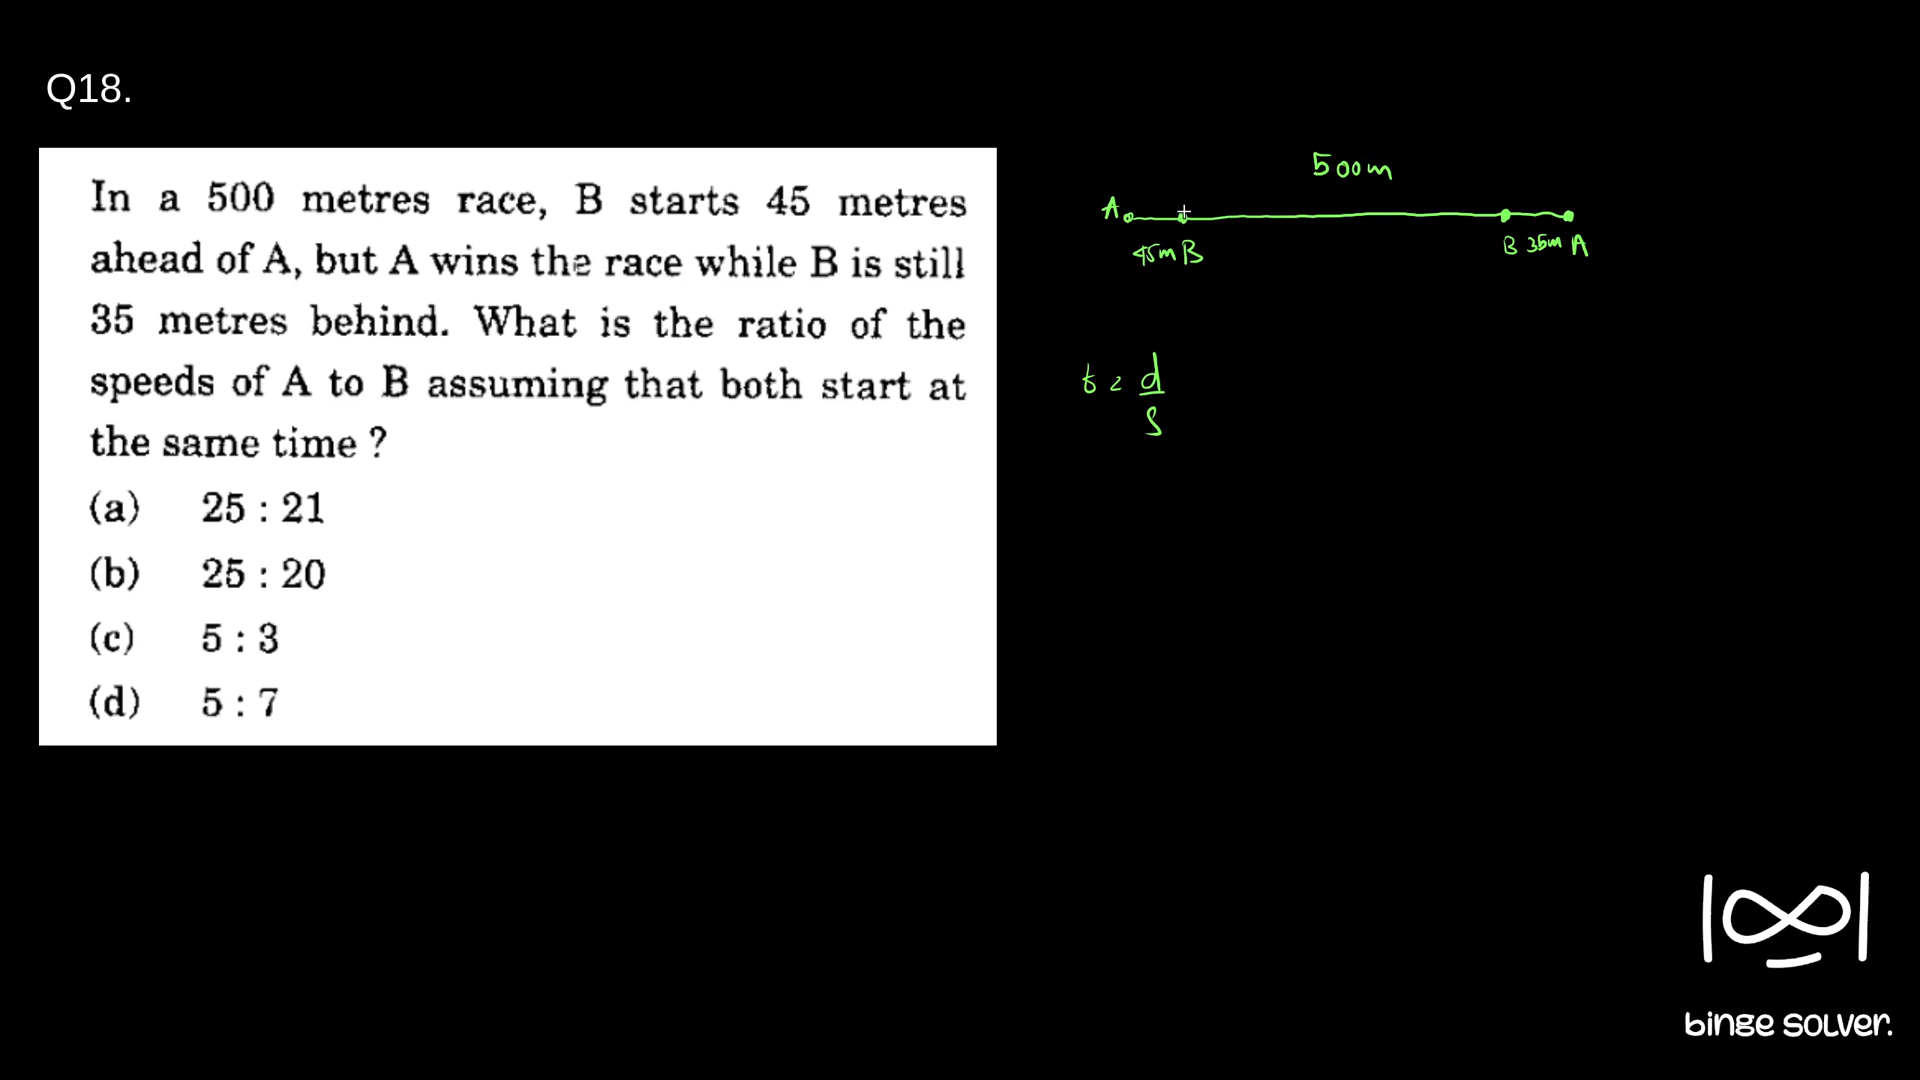 Q18.
In a 500 metres race, B starts 45 metres
ahead of A, but A wins the race while B is still
35 metres behind. What is the ratio of the
speeds of A to B assuming that both start at
the same time ?
(a) 25 : 21
(b) 25 : 20
(c) 5 : 3
(d) 5 : 7
500m
A
45m B
B 35m A
t = d
s
binge solver.